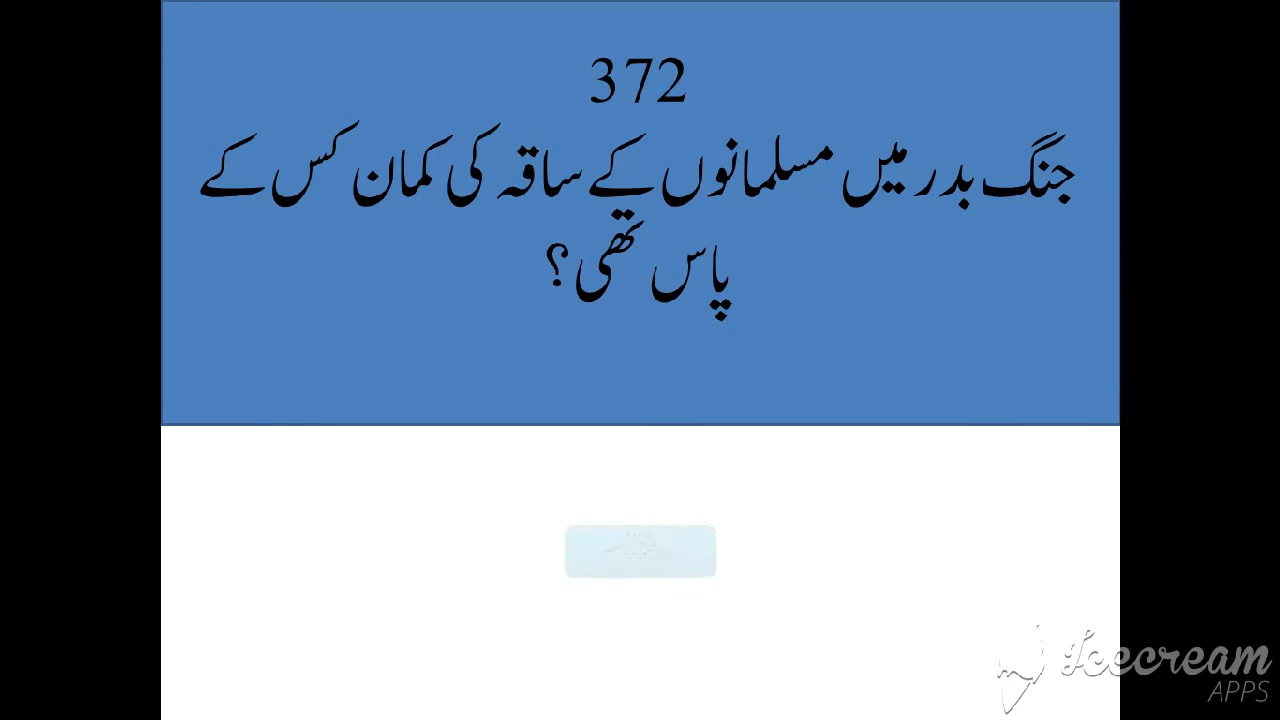 372
جنگ بدر میں مسلمانوں کے ساقہ کی کمان کس کے
پاس تھی؟
Icecream
APPS